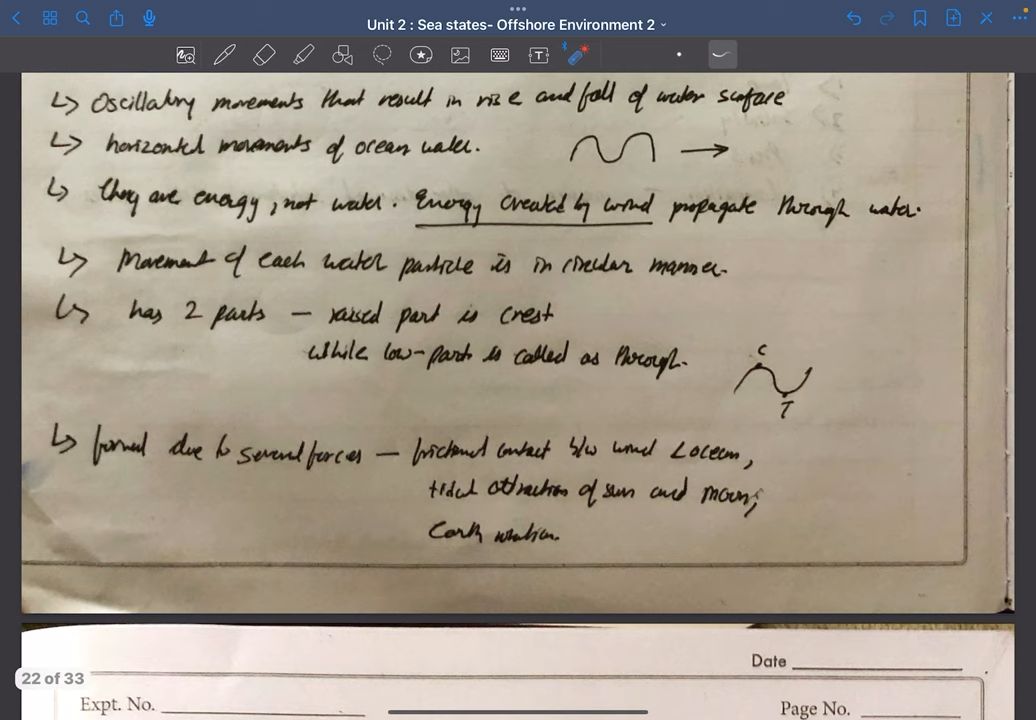 Unit 2 : Sea states- Offshore Environment 2
↳ Oscillatory movements that result in rise and fall of water surface
↳ horizontal movements of ocean water.
↳ they are energy, not water. Energy created by wind propagate through water.
↳ Movement of each water particle is in circular manner.
↳ has 2 parts – raised part is crest
while low-part is called as through.
C
T
↳ formed due to several forces – frictional contact b/w wind & ocean,
tidal attraction of sun and moon,
Earth rotation.
22 of 33
Date
Expt. No.
Page No.